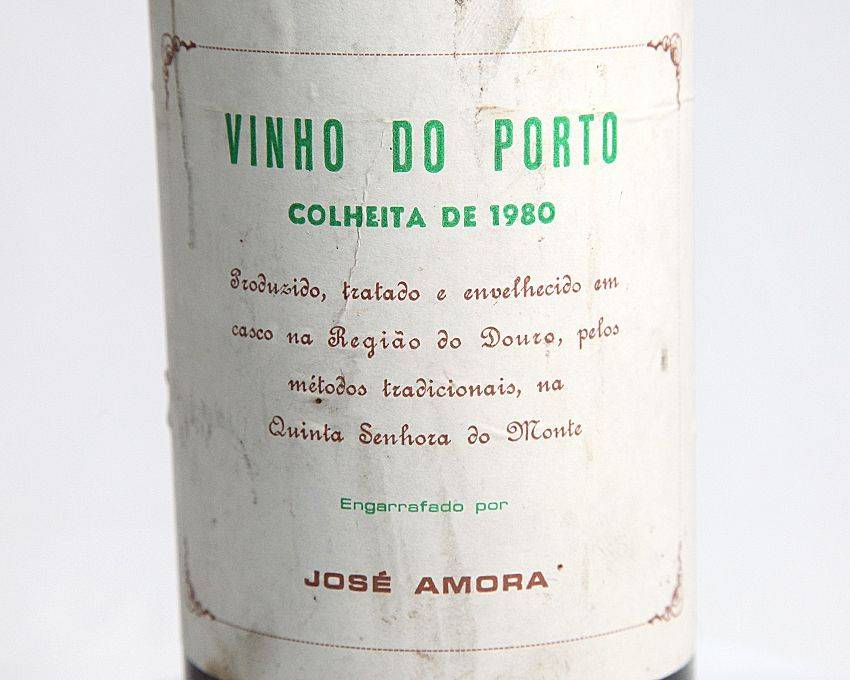 VINHO DO PORTO
COLHEITA DE 1980
Produzido, tratado e envelhecido em
casco na Região do Douro, pelos
métodos tradicionais, na
Quinta Senhora do Monte
Engarrafado por
JOSÉ AMORA